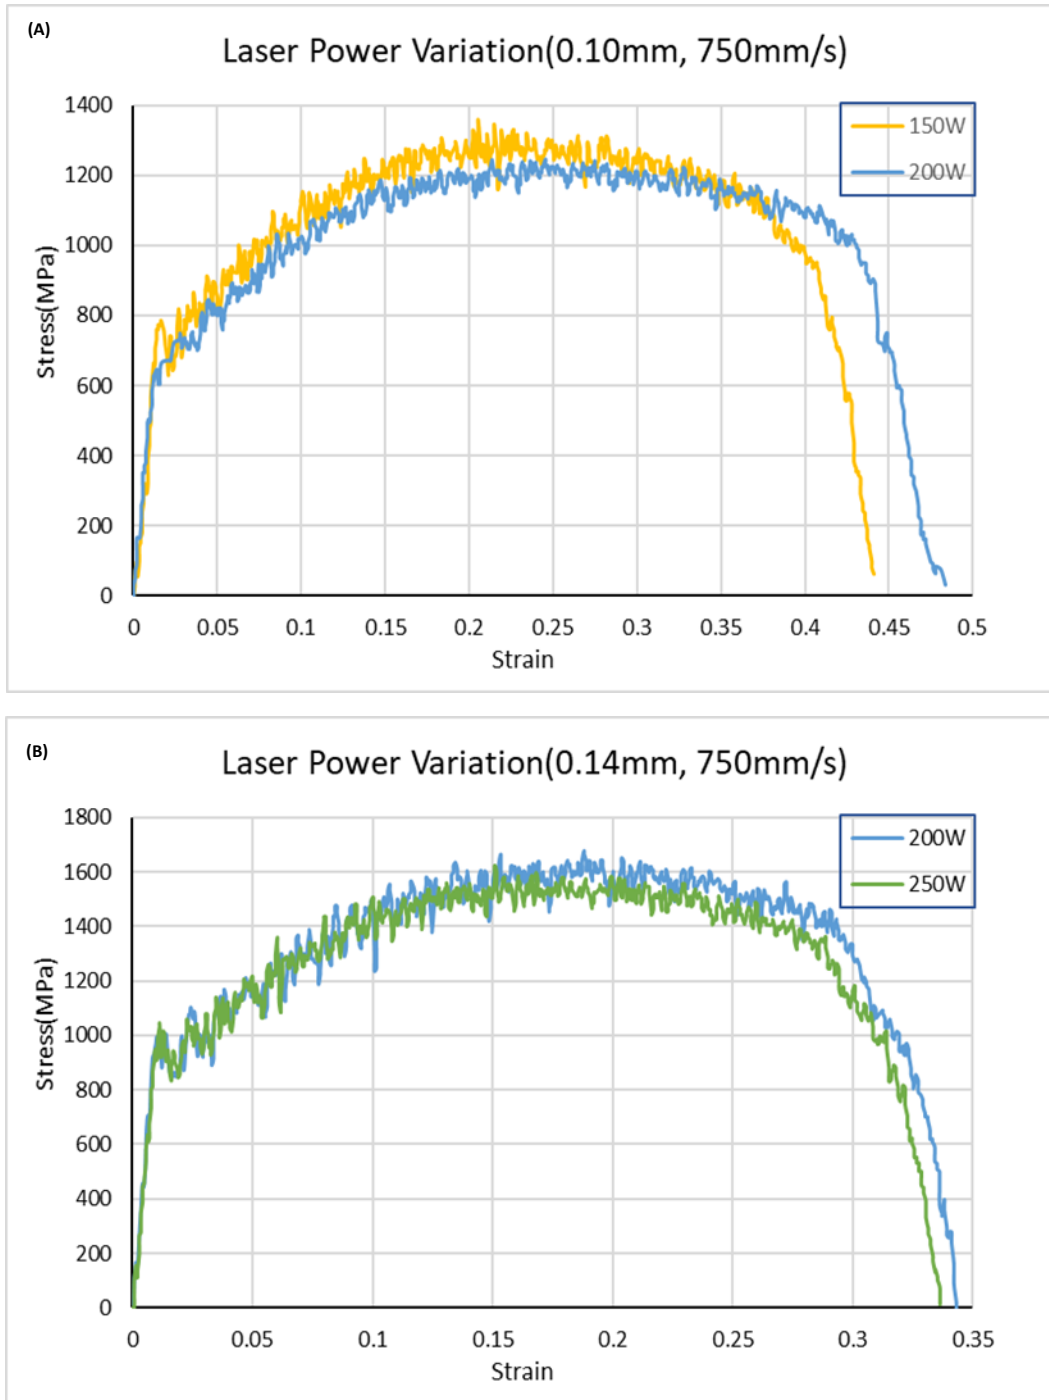 (A)
Laser Power Variation(0.10mm, 750mm/s)
1400
1200
1000
800
600
400
200
0
Stress(MPa)
150W
200W
0 0.05 0.1 0.15 0.2 0.25 0.3 0.35 0.4 0.45 0.5
Strain
(B)
Laser Power Variation(0.14mm, 750mm/s)
1800
1600
1400
1200
1000
800
600
400
200
0
Stress(MPa)
200W
250W
0 0.05 0.1 0.15 0.2 0.25 0.3 0.35
Strain